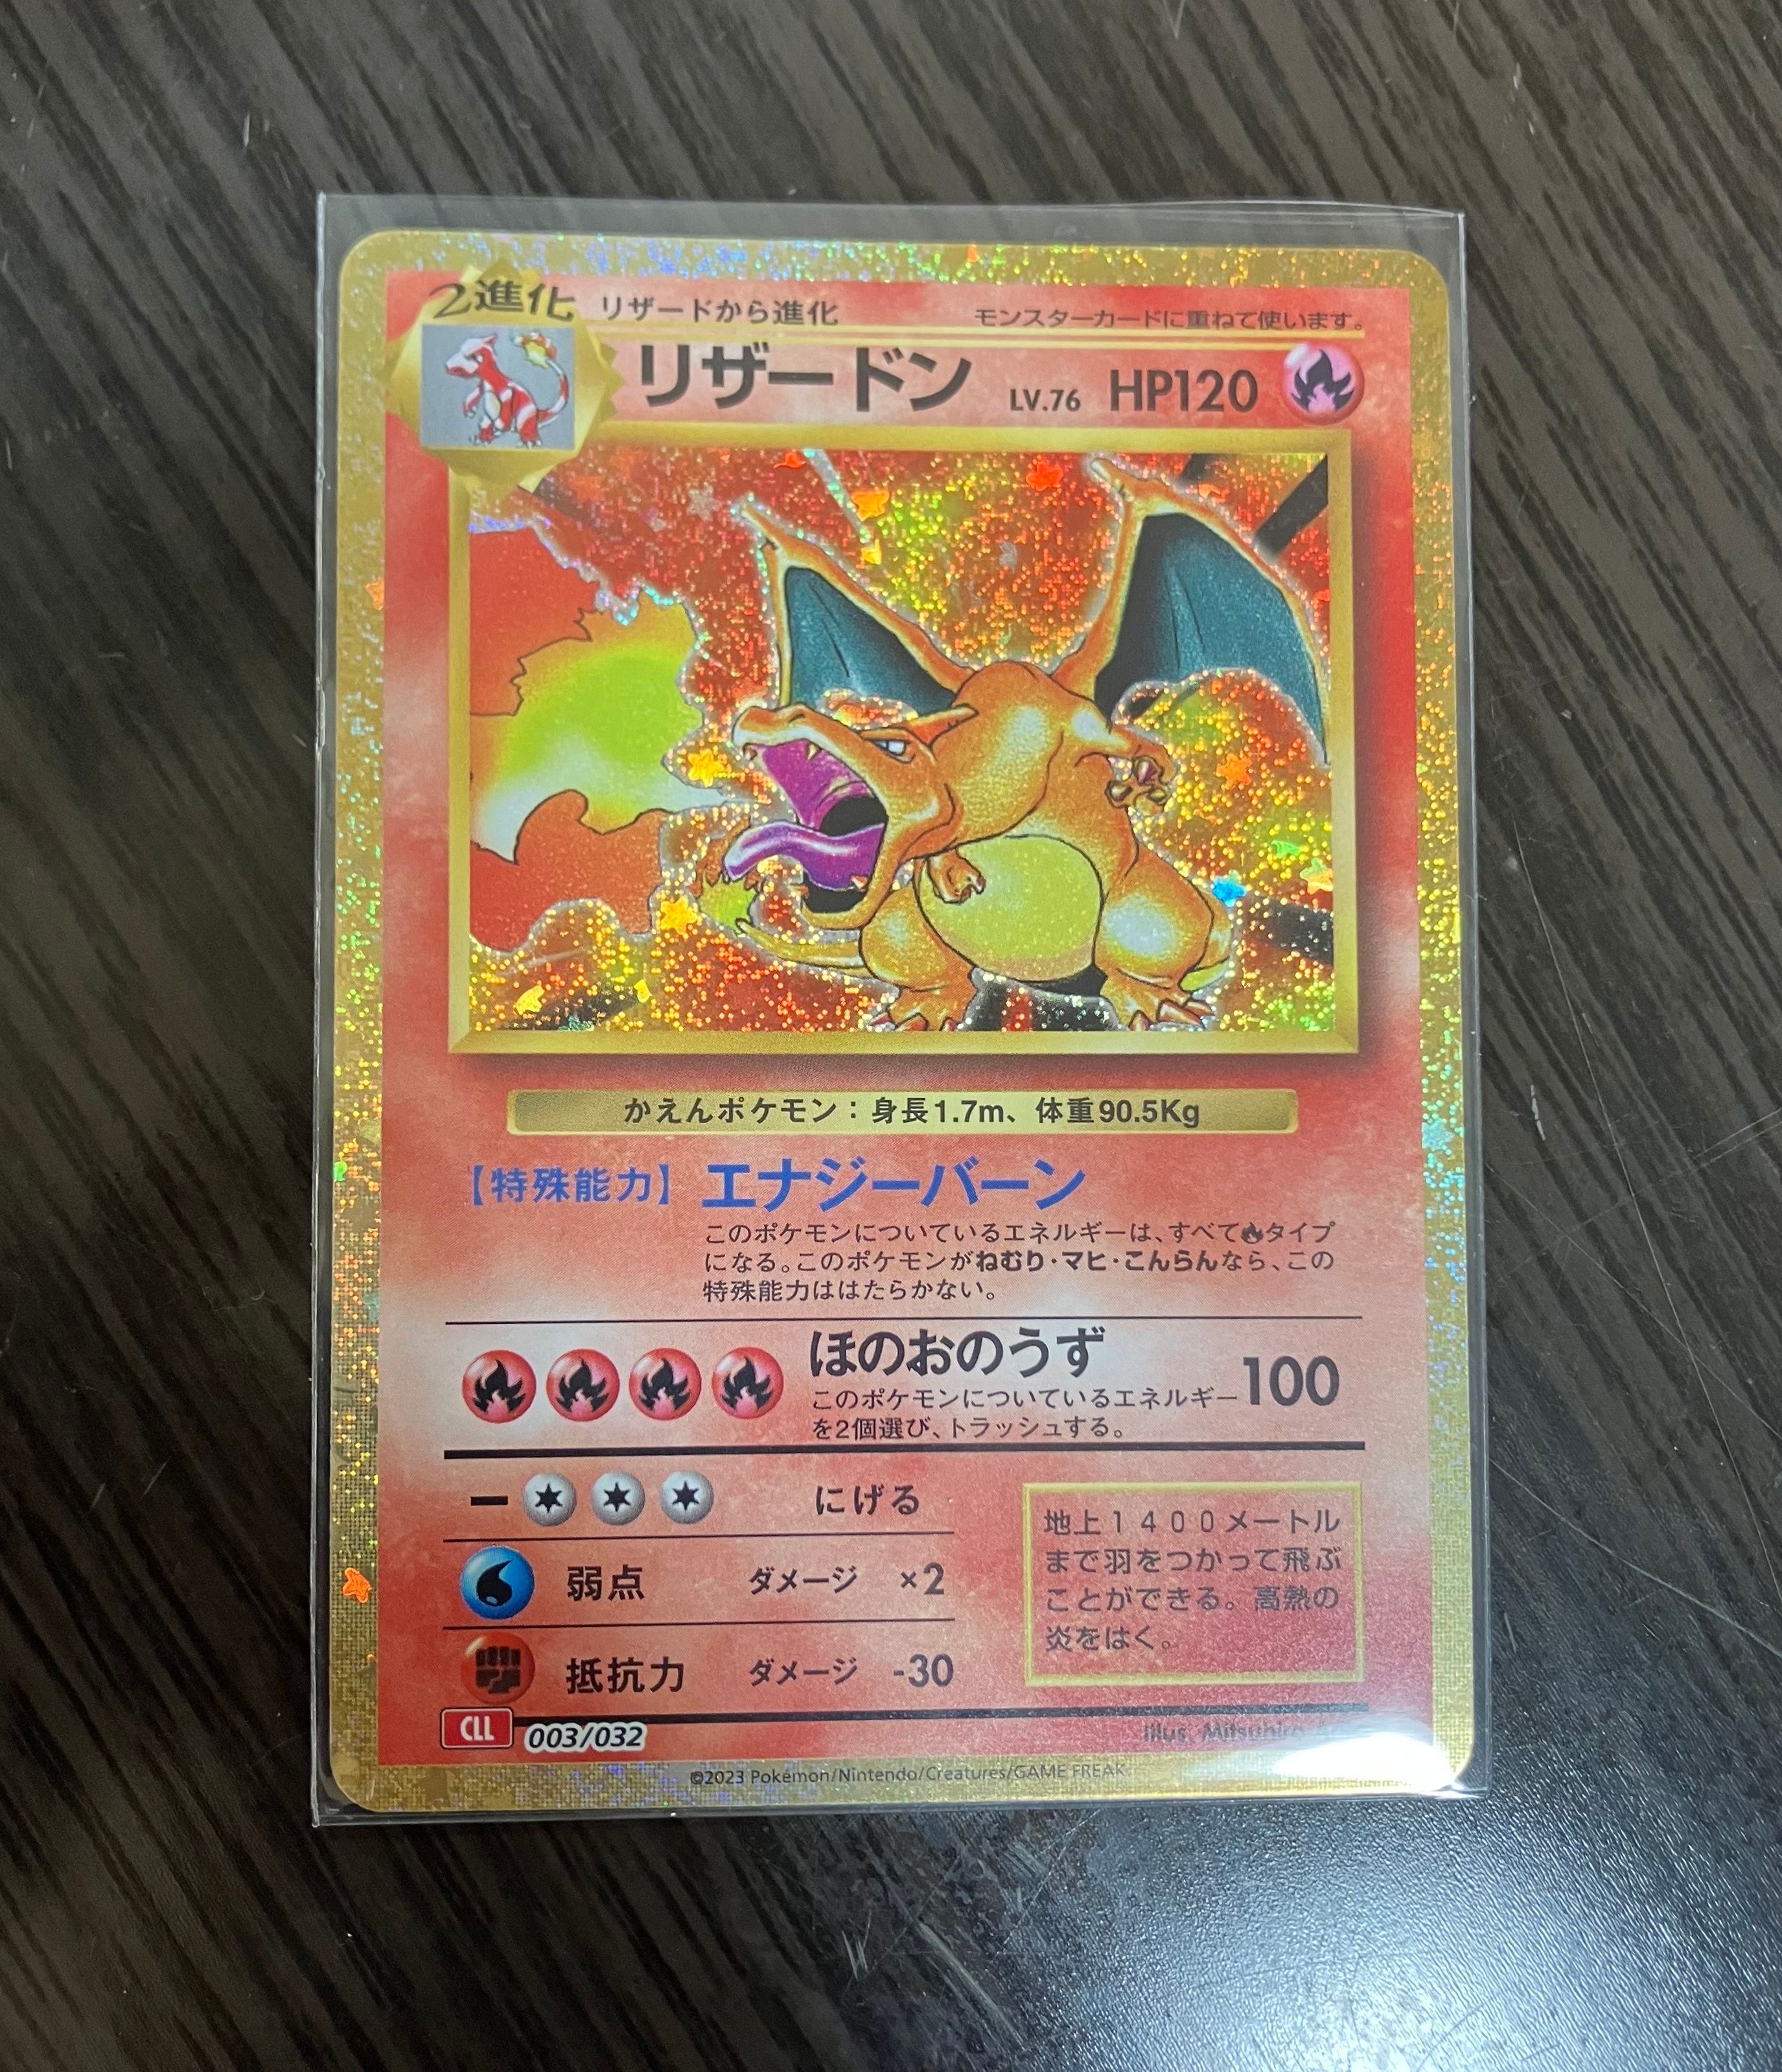 2進化 リザードから進化 モンスターカードに重ねて使います。
リザードン LV.76 HP120
かえんポケモン：身長1.7m、体重90.5Kg
【特殊能力】 エナジーバーン
このポケモンについているエネルギーは、すべてタイプ
になる。このポケモンがねむり・マヒ・こんらんなら、この
特殊能力ははたらかない。
ほのおのうず 100
このポケモンについているエネルギー
を2個選び、トラッシュする。
にげる
弱点 ダメージ ×2
抵抗力 ダメージ -30
地上1400メートル
まで羽をつかって飛ぶ
ことができる。高熱の
炎をはく。
CLL 003/032
Illus. Mitsuhiro
©2023 Pokémon/Nintendo/Creatures/GAME FREAK